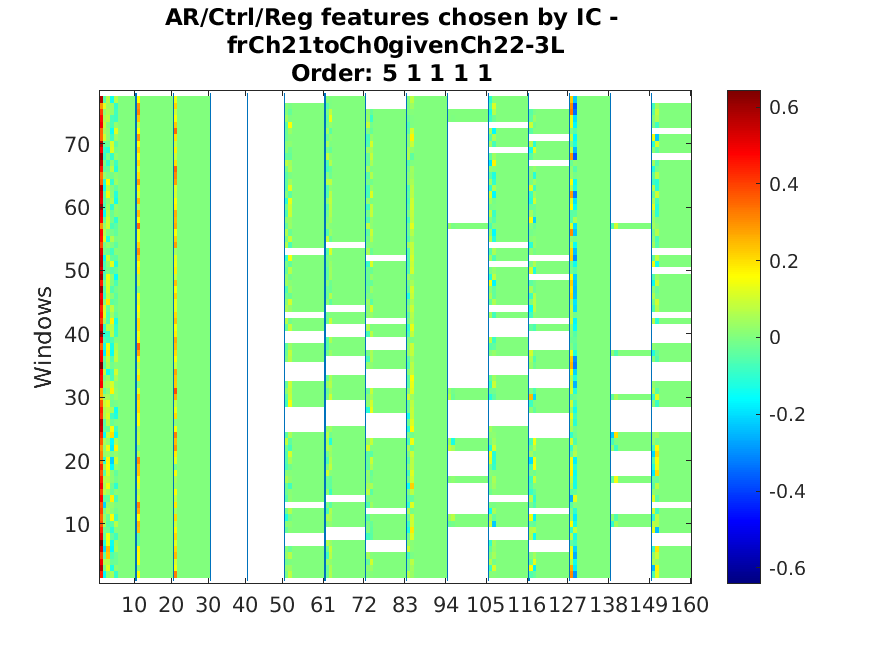 AR/Ctrl/Reg features chosen by IC -
frCh21toCh0givenCh22-3L
Order: 5 1 1 1 1
Windows
70
60
50
40
30
20
10
10 20 30 40 50 61 72 83 94 105 116 127 138 149 160
0.6
0.4
0.2
0
-0.2
-0.4
-0.6